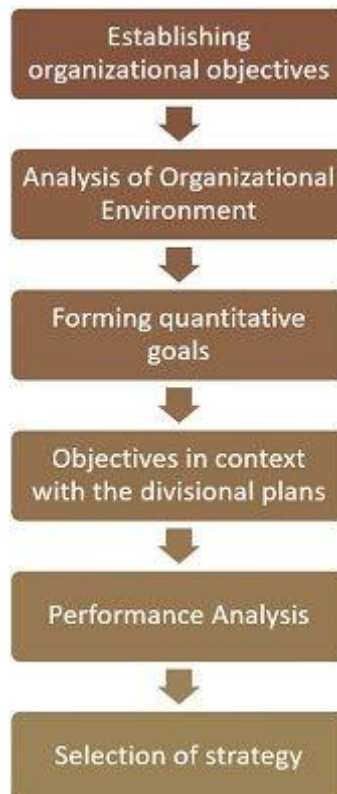 Establishing
organizational objectives
Analysis of Organizational
Environment
Forming quantitative
goals
Objectives in context
with the divisional plans
Performance Analysis
Selection of strategy